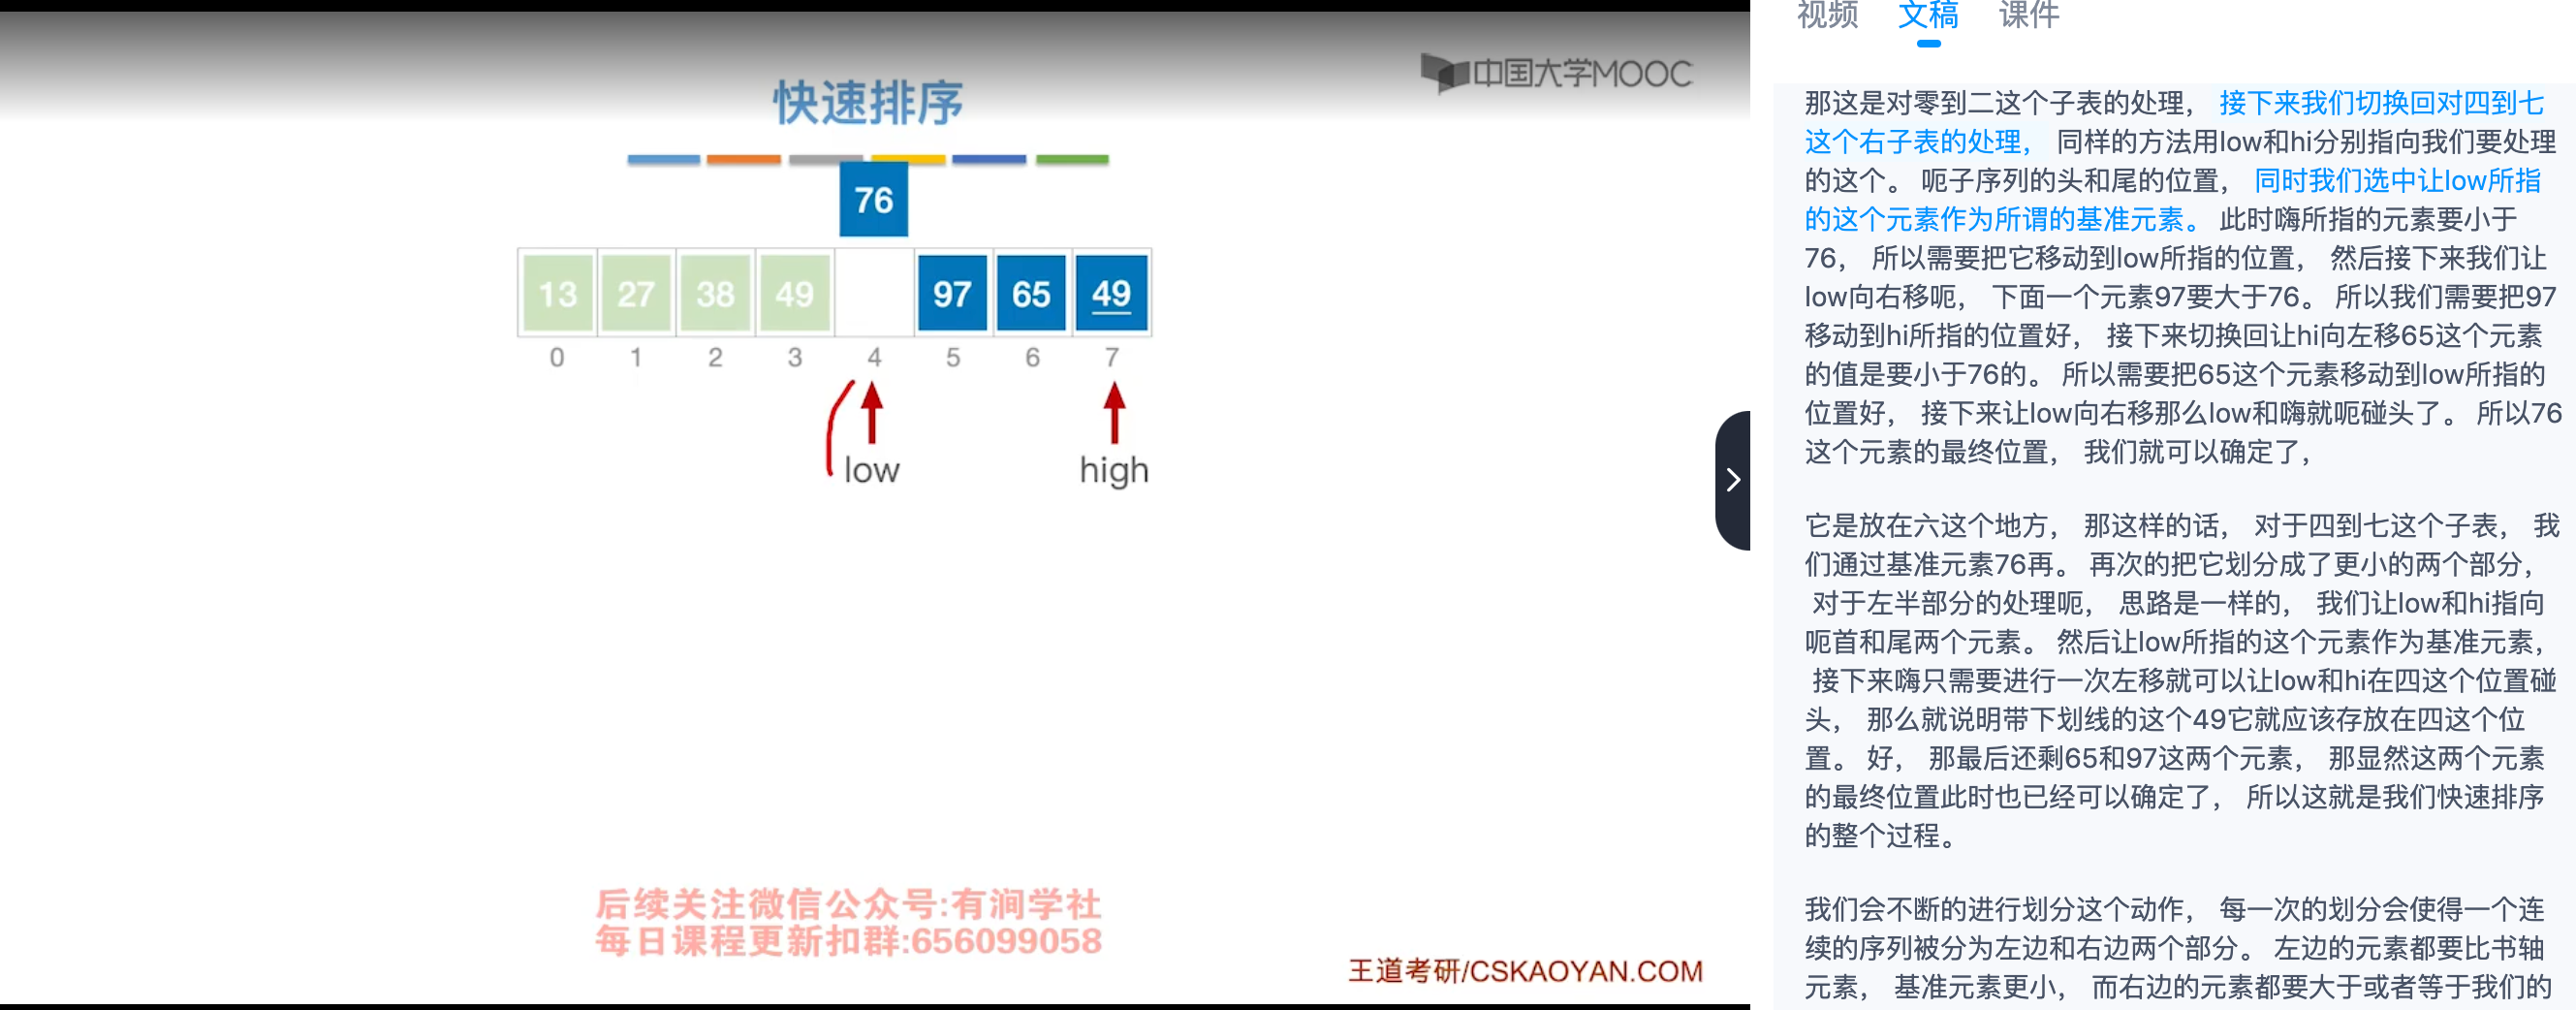 中国大学MOOC
快速排序
76
13 27 38 49 97 65 49
0 1 2 3 4 5 6 7
low high
后续关注微信公众号:有涧学社
每日课程更新扣群:656099058
王道考研/CSKAOYAN.COM
视频 文稿 课件
那这是对零到二这个子表的处理， 接下来我们切换回对四到七
这个右子表的处理， 同样的方法用low和hi分别指向我们要处理
的这个。 呃子序列的头和尾的位置， 同时我们选中让low所指
的这个元素作为所谓的基准元素。 此时嗨所指的元素要小于
76， 所以需要把它移动到low所指的位置， 然后接下来我们让
low向右移呃， 下面一个元素97要大于76。 所以我们需要把97
移动到hi所指的位置好， 接下来切换回让hi向左移65这个元素
的值是要小于76的。 所以需要把65这个元素移动到low所指的
位置好， 接下来让low向右移那么low和嗨就呃碰头了。 所以76
这个元素的最终位置， 我们就可以确定了，
它是放在六这个地方， 那这样的话， 对于四到七这个子表， 我
们通过基准元素76再。 再次的把它划分成了更小的两个部分，
对于左半部分的处理呃， 思路是一样的， 我们让low和hi指向
呃首和尾两个元素。 然后让low所指的这个元素作为基准元素，
接下来嗨只需要进行一次左移就可以让low和hi在四这个位置碰
头， 那么就说明带下划线的这个49它就应该存放在四这个位
置。 好， 那最后还剩65和97这两个元素， 那显然这两个元素
的最终位置此时也已经可以确定了， 所以这就是我们快速排序
的整个过程。
我们会不断的进行划分这个动作， 每一次的划分会使得一个连
续的序列被分为左边和右边两个部分。 左边的元素都要比书轴
元素， 基准元素更小， 而右边的元素都要大于或者等于我们的